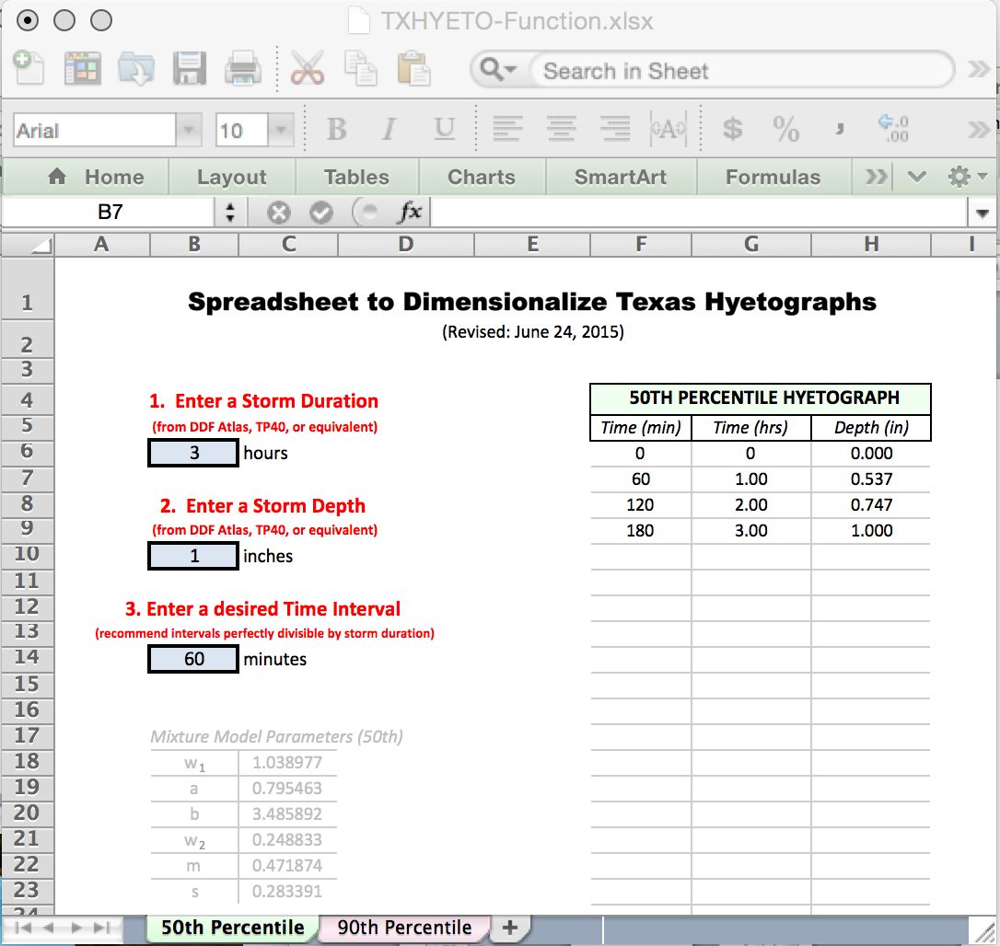 TXHYETO-Function.xlsx
Search in Sheet
Arial 10 B I U A $ % , .0 .00
Home Layout Tables Charts SmartArt Formulas
B7 fx
A B C D E F G H I
1 Spreadsheet to Dimensionalize Texas Hyetographs
2 (Revised: June 24, 2015)
3
4 1. Enter a Storm Duration 50TH PERCENTILE HYETOGRAPH
5 (from DDF Atlas, TP40, or equivalent) Time (min) Time (hrs) Depth (in)
6 3 hours 0 0 0.000
7 60 1.00 0.537
8 2. Enter a Storm Depth 120 2.00 0.747
9 (from DDF Atlas, TP40, or equivalent) 180 3.00 1.000
10 1 inches
11
12 3. Enter a desired Time Interval
13 (recommend intervals perfectly divisible by storm duration)
14 60 minutes
15
16
17 Mixture Model Parameters (50th)
18 w1 1.038977
19 a 0.795463
20 b 3.485892
21 w2 0.248833
22 m 0.471874
23 s 0.283391
24
50th Percentile 90th Percentile +